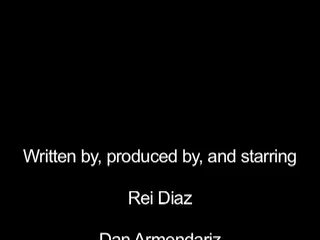 Written by, produced by, and starring
Rei Diaz
Dan Armendariz